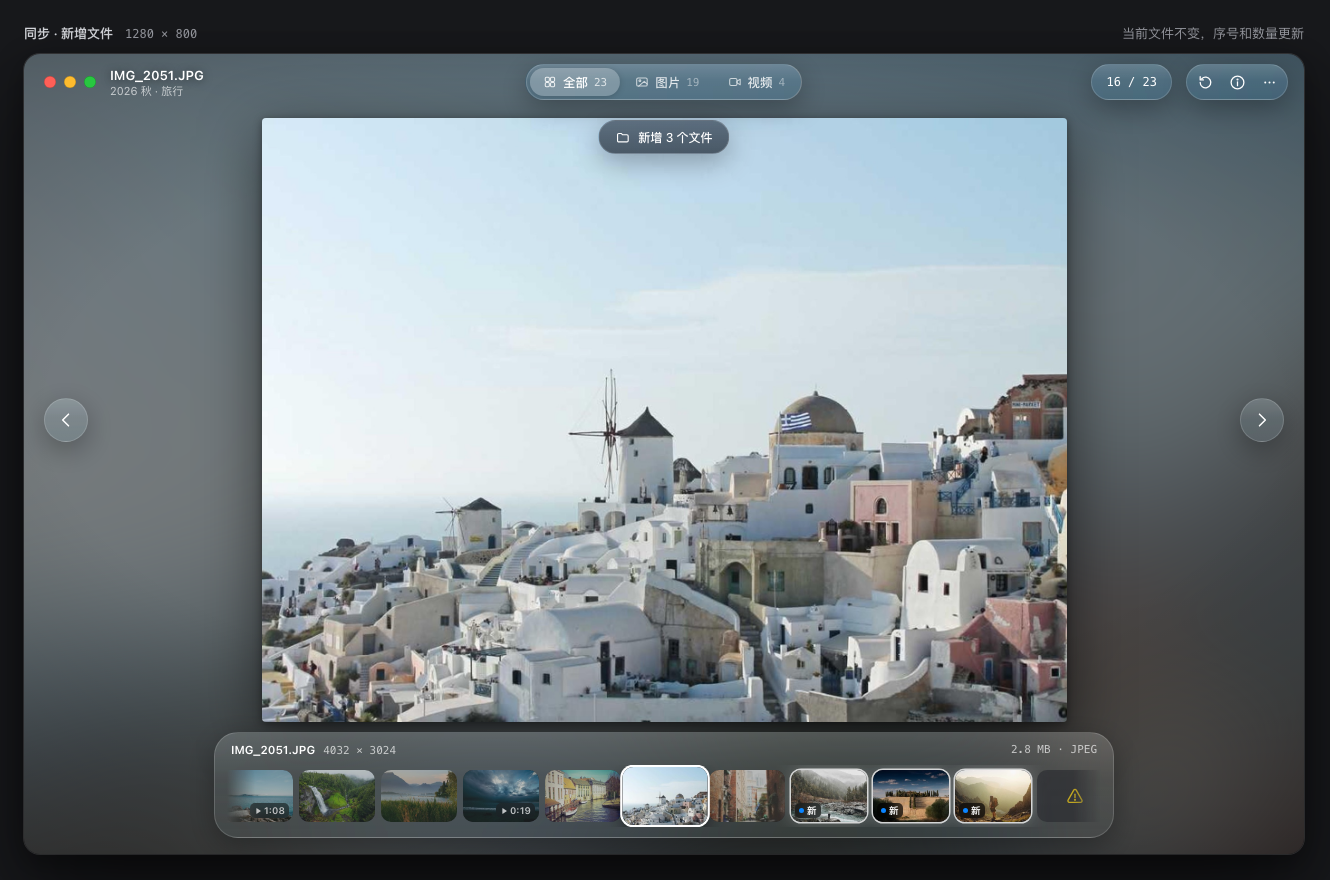 同步 · 新增文件 1280 × 800
当前文件不变，序号和数量更新
IMG_2051.JPG
2026 秋 · 旅行
全部 23
图片 19
视频 4
16 / 23
新增 3 个文件
IMG_2051.JPG 4032 × 3024
2.8 MB · JPEG
1:08
0:19
新
新
新